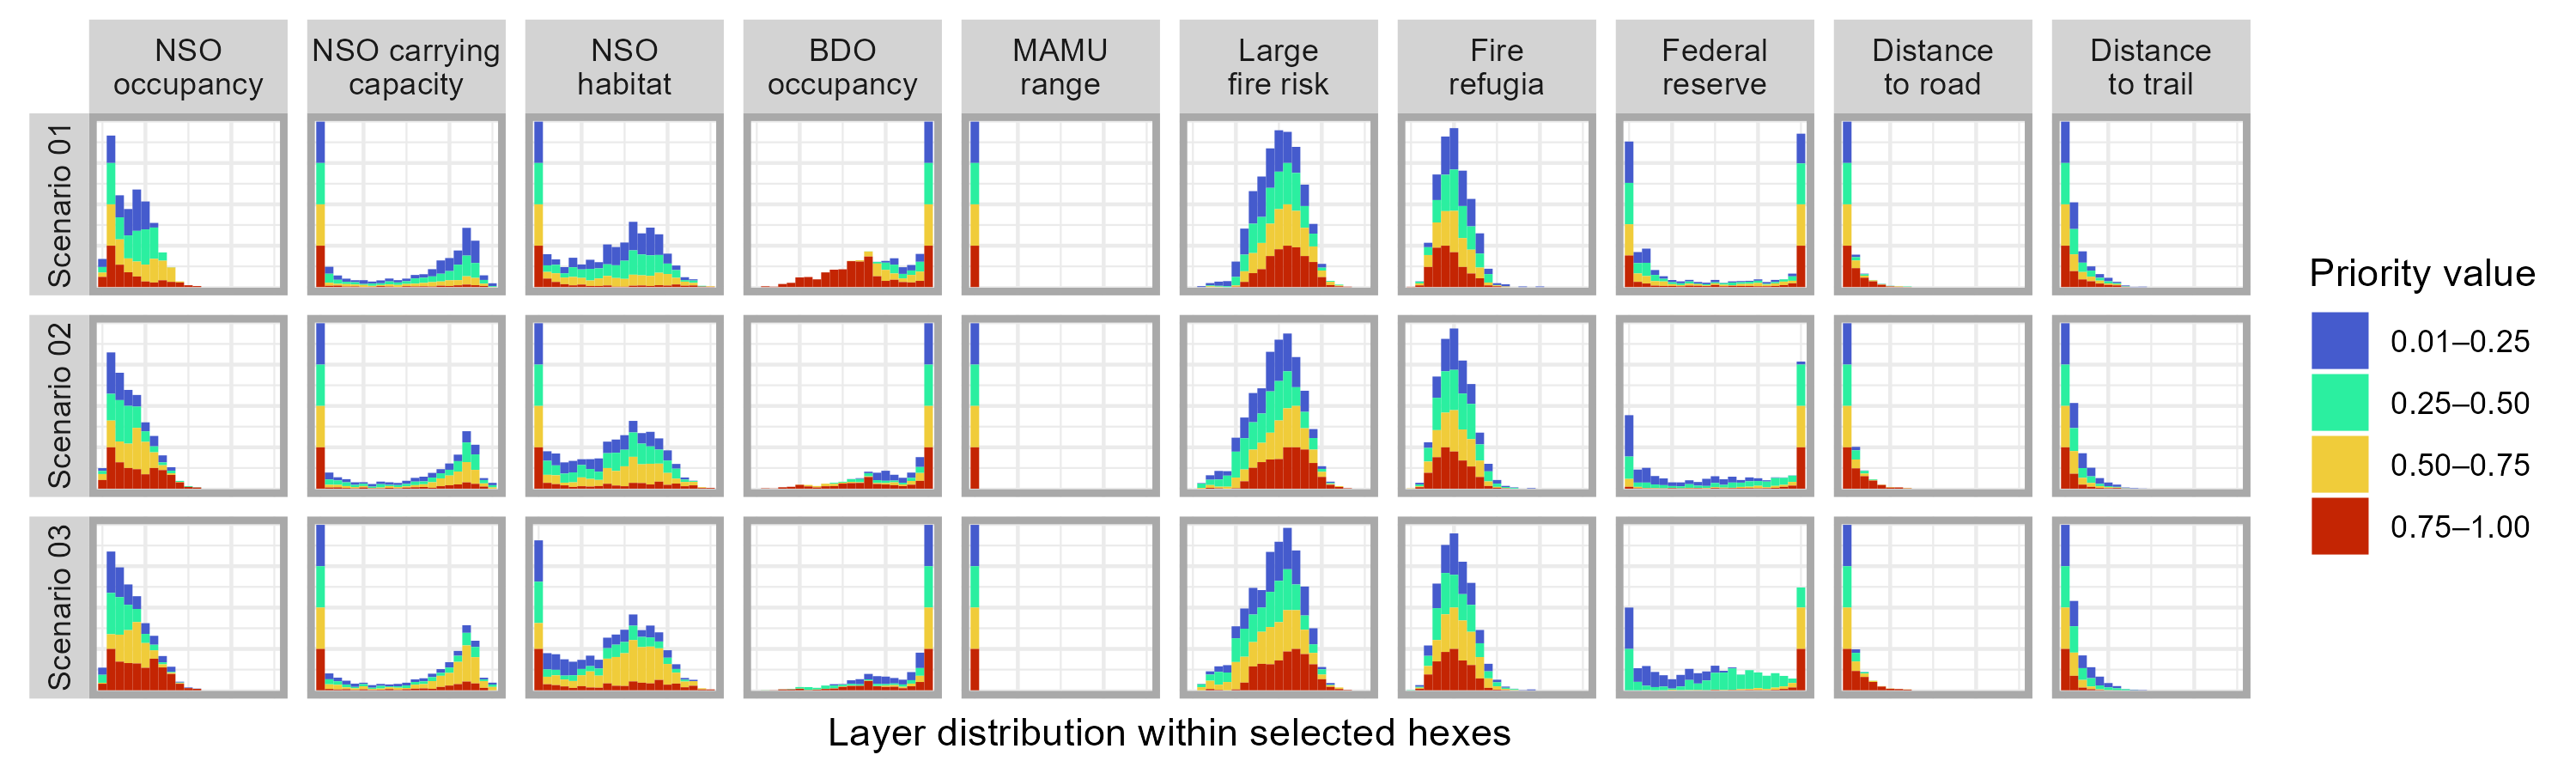 NSO
occupancy
NSO carrying
capacity
NSO
habitat
BDO
occupancy
MAMU
range
Large
fire risk
Fire
refugia
Federal
reserve
Distance
to road
Distance
to trail
Scenario 01
Scenario 02
Scenario 03
Layer distribution within selected hexes
Priority value
0.01–0.25
0.25–0.50
0.50–0.75
0.75–1.00